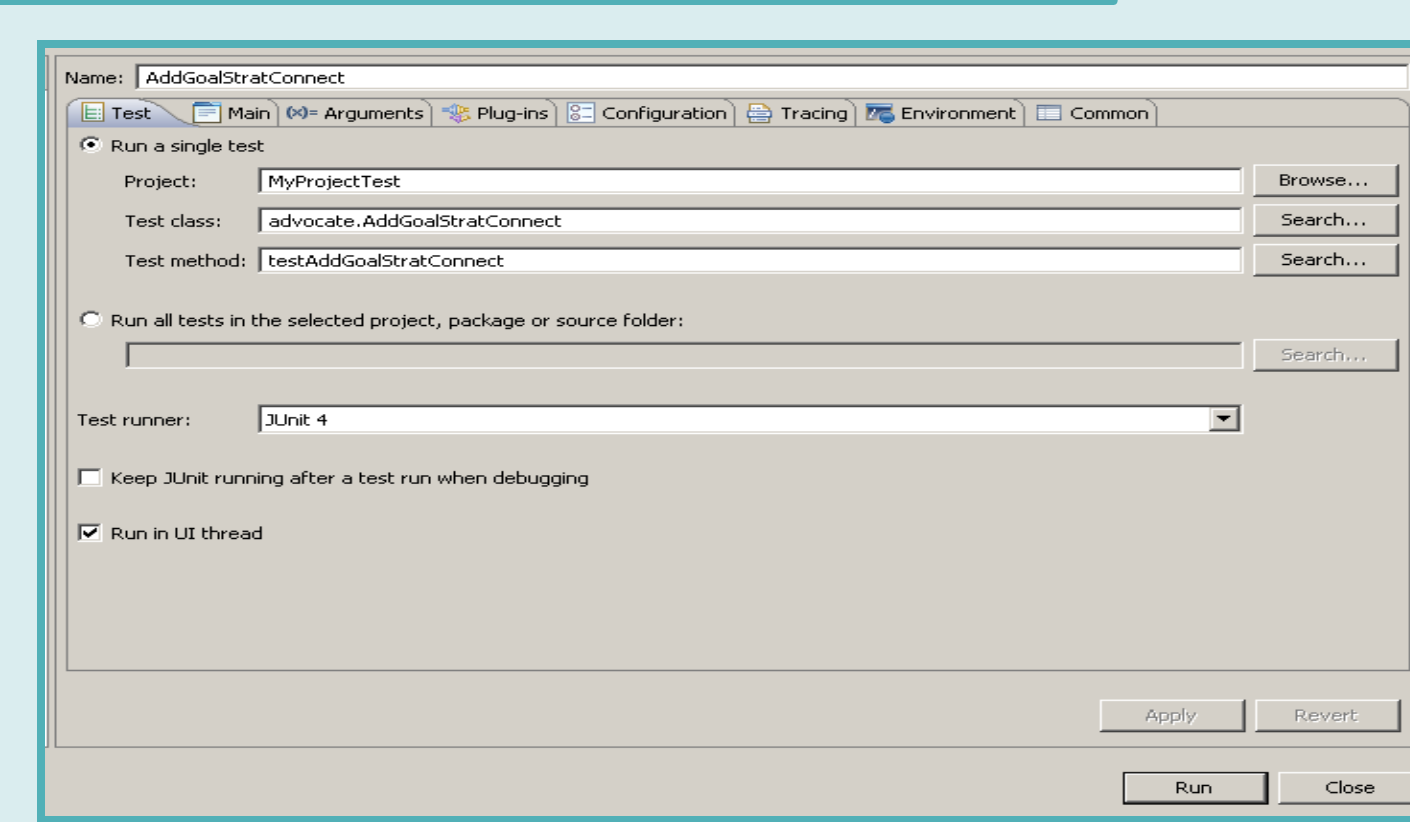 Name: AddGoalStratConnect
Test Main (x)= Arguments Plug-ins Configuration Tracing Environment Common
Run a single test
Project: MyProjectTest Browse...
Test class: advocate.AddGoalStratConnect Search...
Test method: testAddGoalStratConnect Search...
Run all tests in the selected project, package or source folder:
Search...
Test runner: JUnit 4
Keep JUnit running after a test run when debugging
Run in UI thread
Apply Revert
Run Close